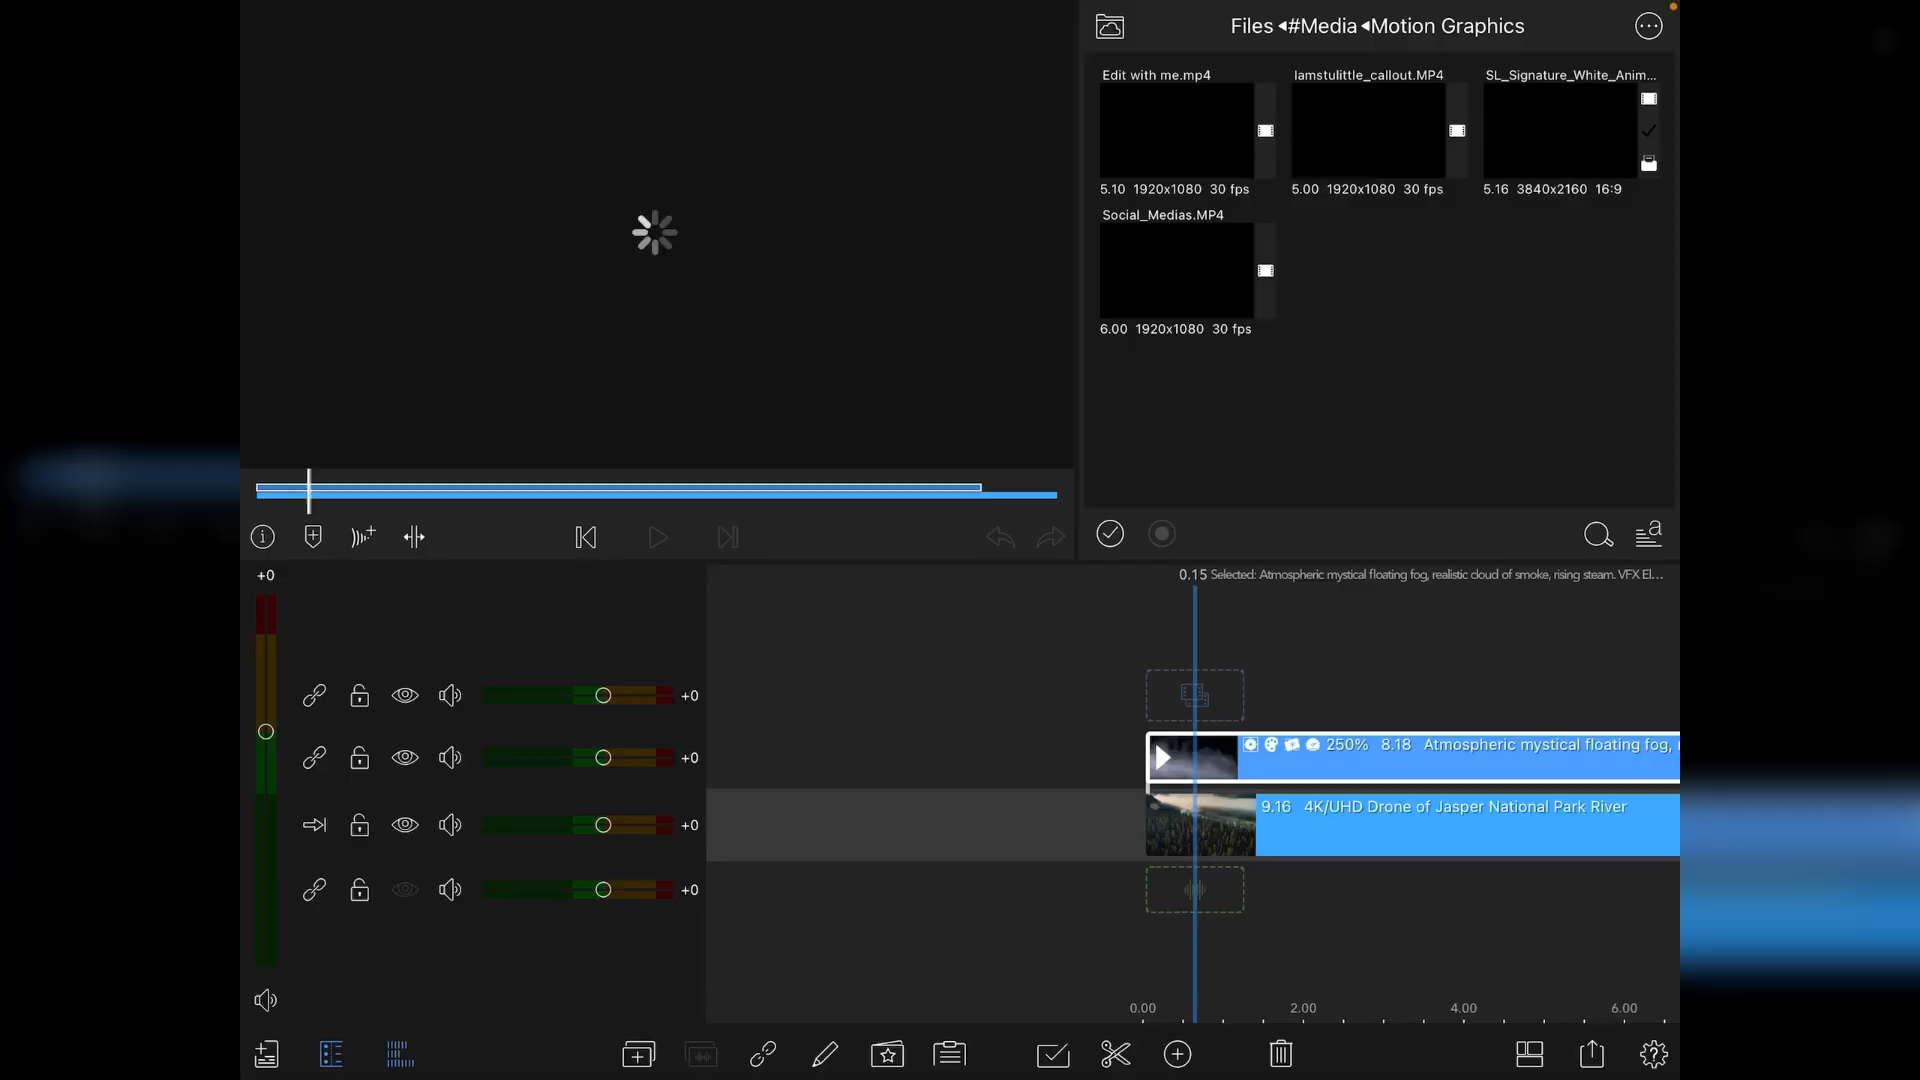 Files ◂#Media ◂Motion Graphics
Edit with me.mp4
Iamstulittle_callout.MP4
SL_Signature_White_Anim...
5.10 1920x1080 30 fps
5.00 1920x1080 30 fps
5.16 3840x2160 16:9
Social_Medias.MP4
6.00 1920x1080 30 fps
+0
0.15 Selected: Atmospheric mystical floating fog, realistic cloud of smoke, rising steam. VFX El...
+0
250% 8.18 Atmospheric mystical floating fog,
+0
9.16 4K/UHD Drone of Jasper National Park River
+0
+0
0.00 2.00 4.00 6.00